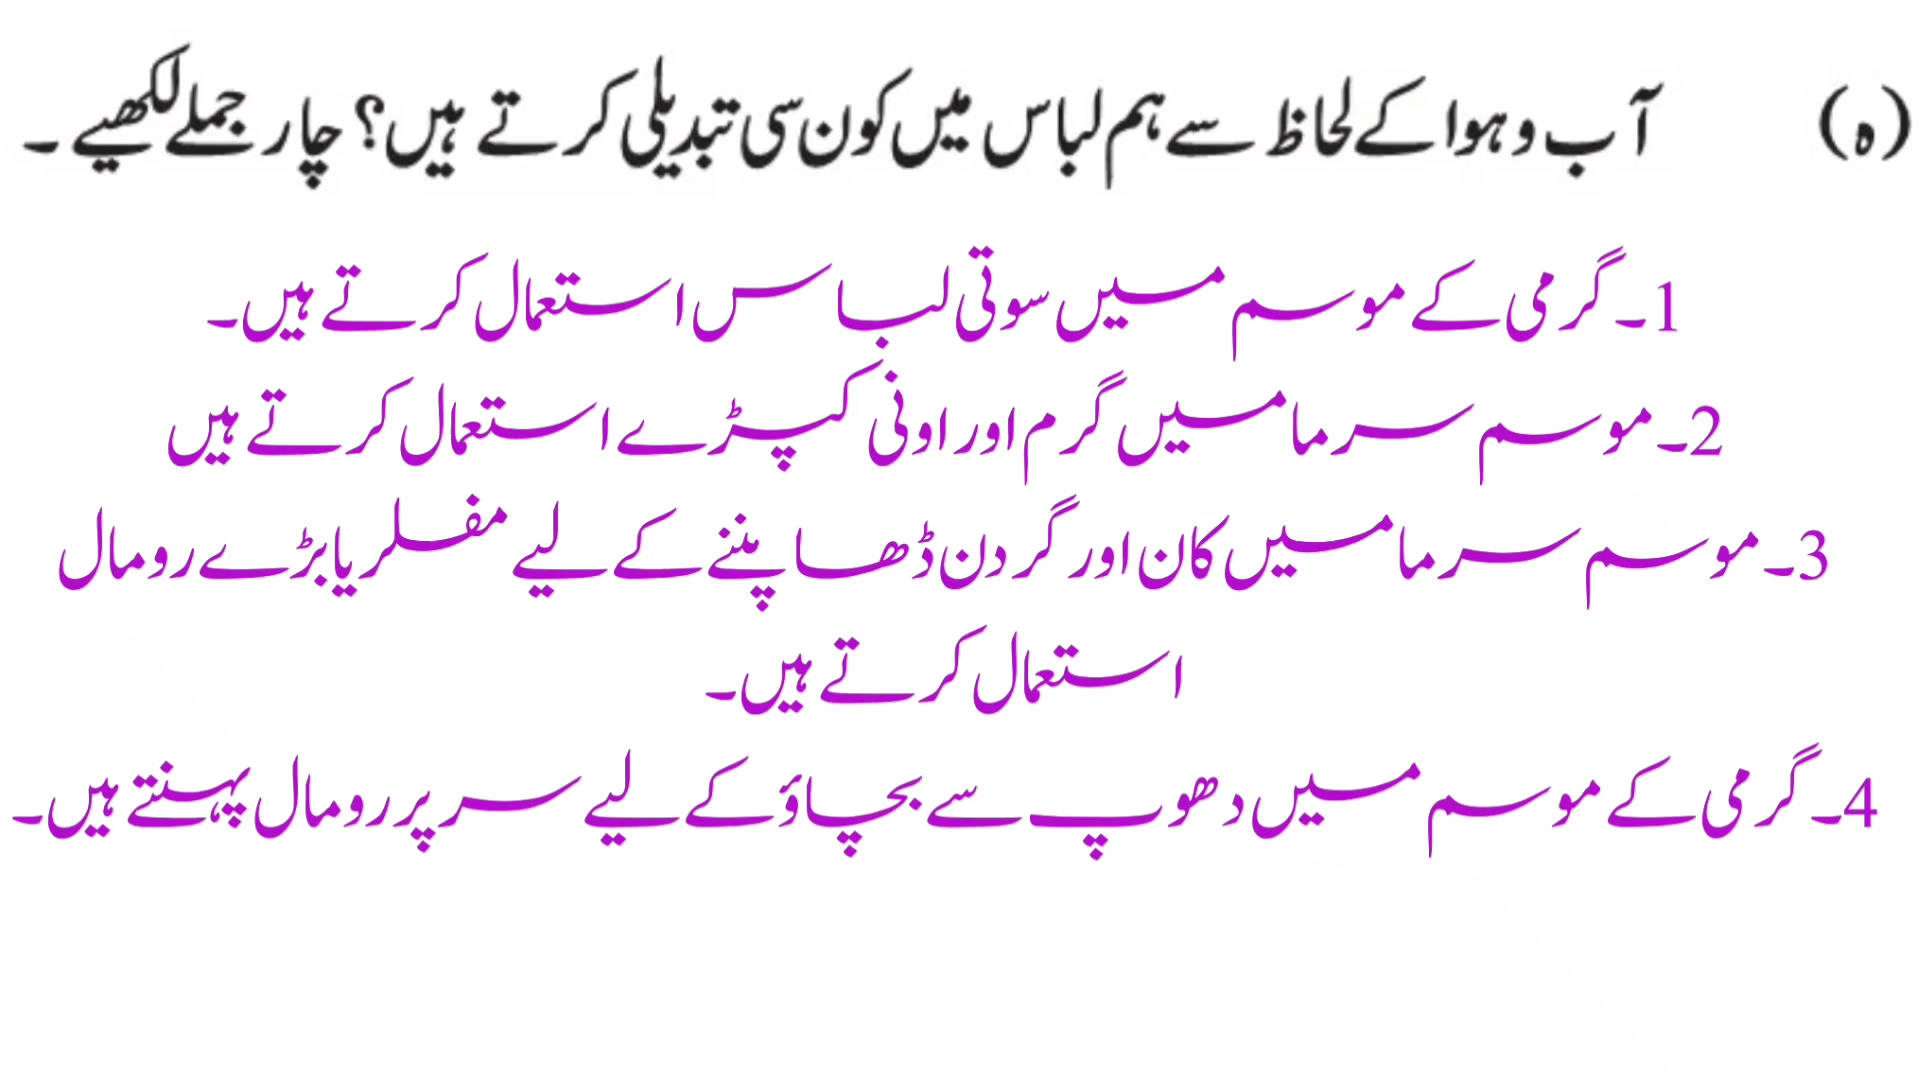 (ہ) آب و ہوا کے لحاظ سے ہم لباس میں کون سی تبدیلی کرتے ہیں؟ چار جملے لکھیے ۔
1۔گرمی کے موسم میں سوتی لباس استعمال کرتے ہیں۔
2۔موسم سرما میں گرم اور اونی کپڑے استعمال کرتے ہیں
3۔موسم سرما میں کان اور گردن ڈھاپننے کے لیے مفلر یا بڑے رومال
استعمال کرتے ہیں۔
4۔گرمی کے موسم میں دھوپ سے بچاؤ کے لیے سر پر رومال پہنتے ہیں۔